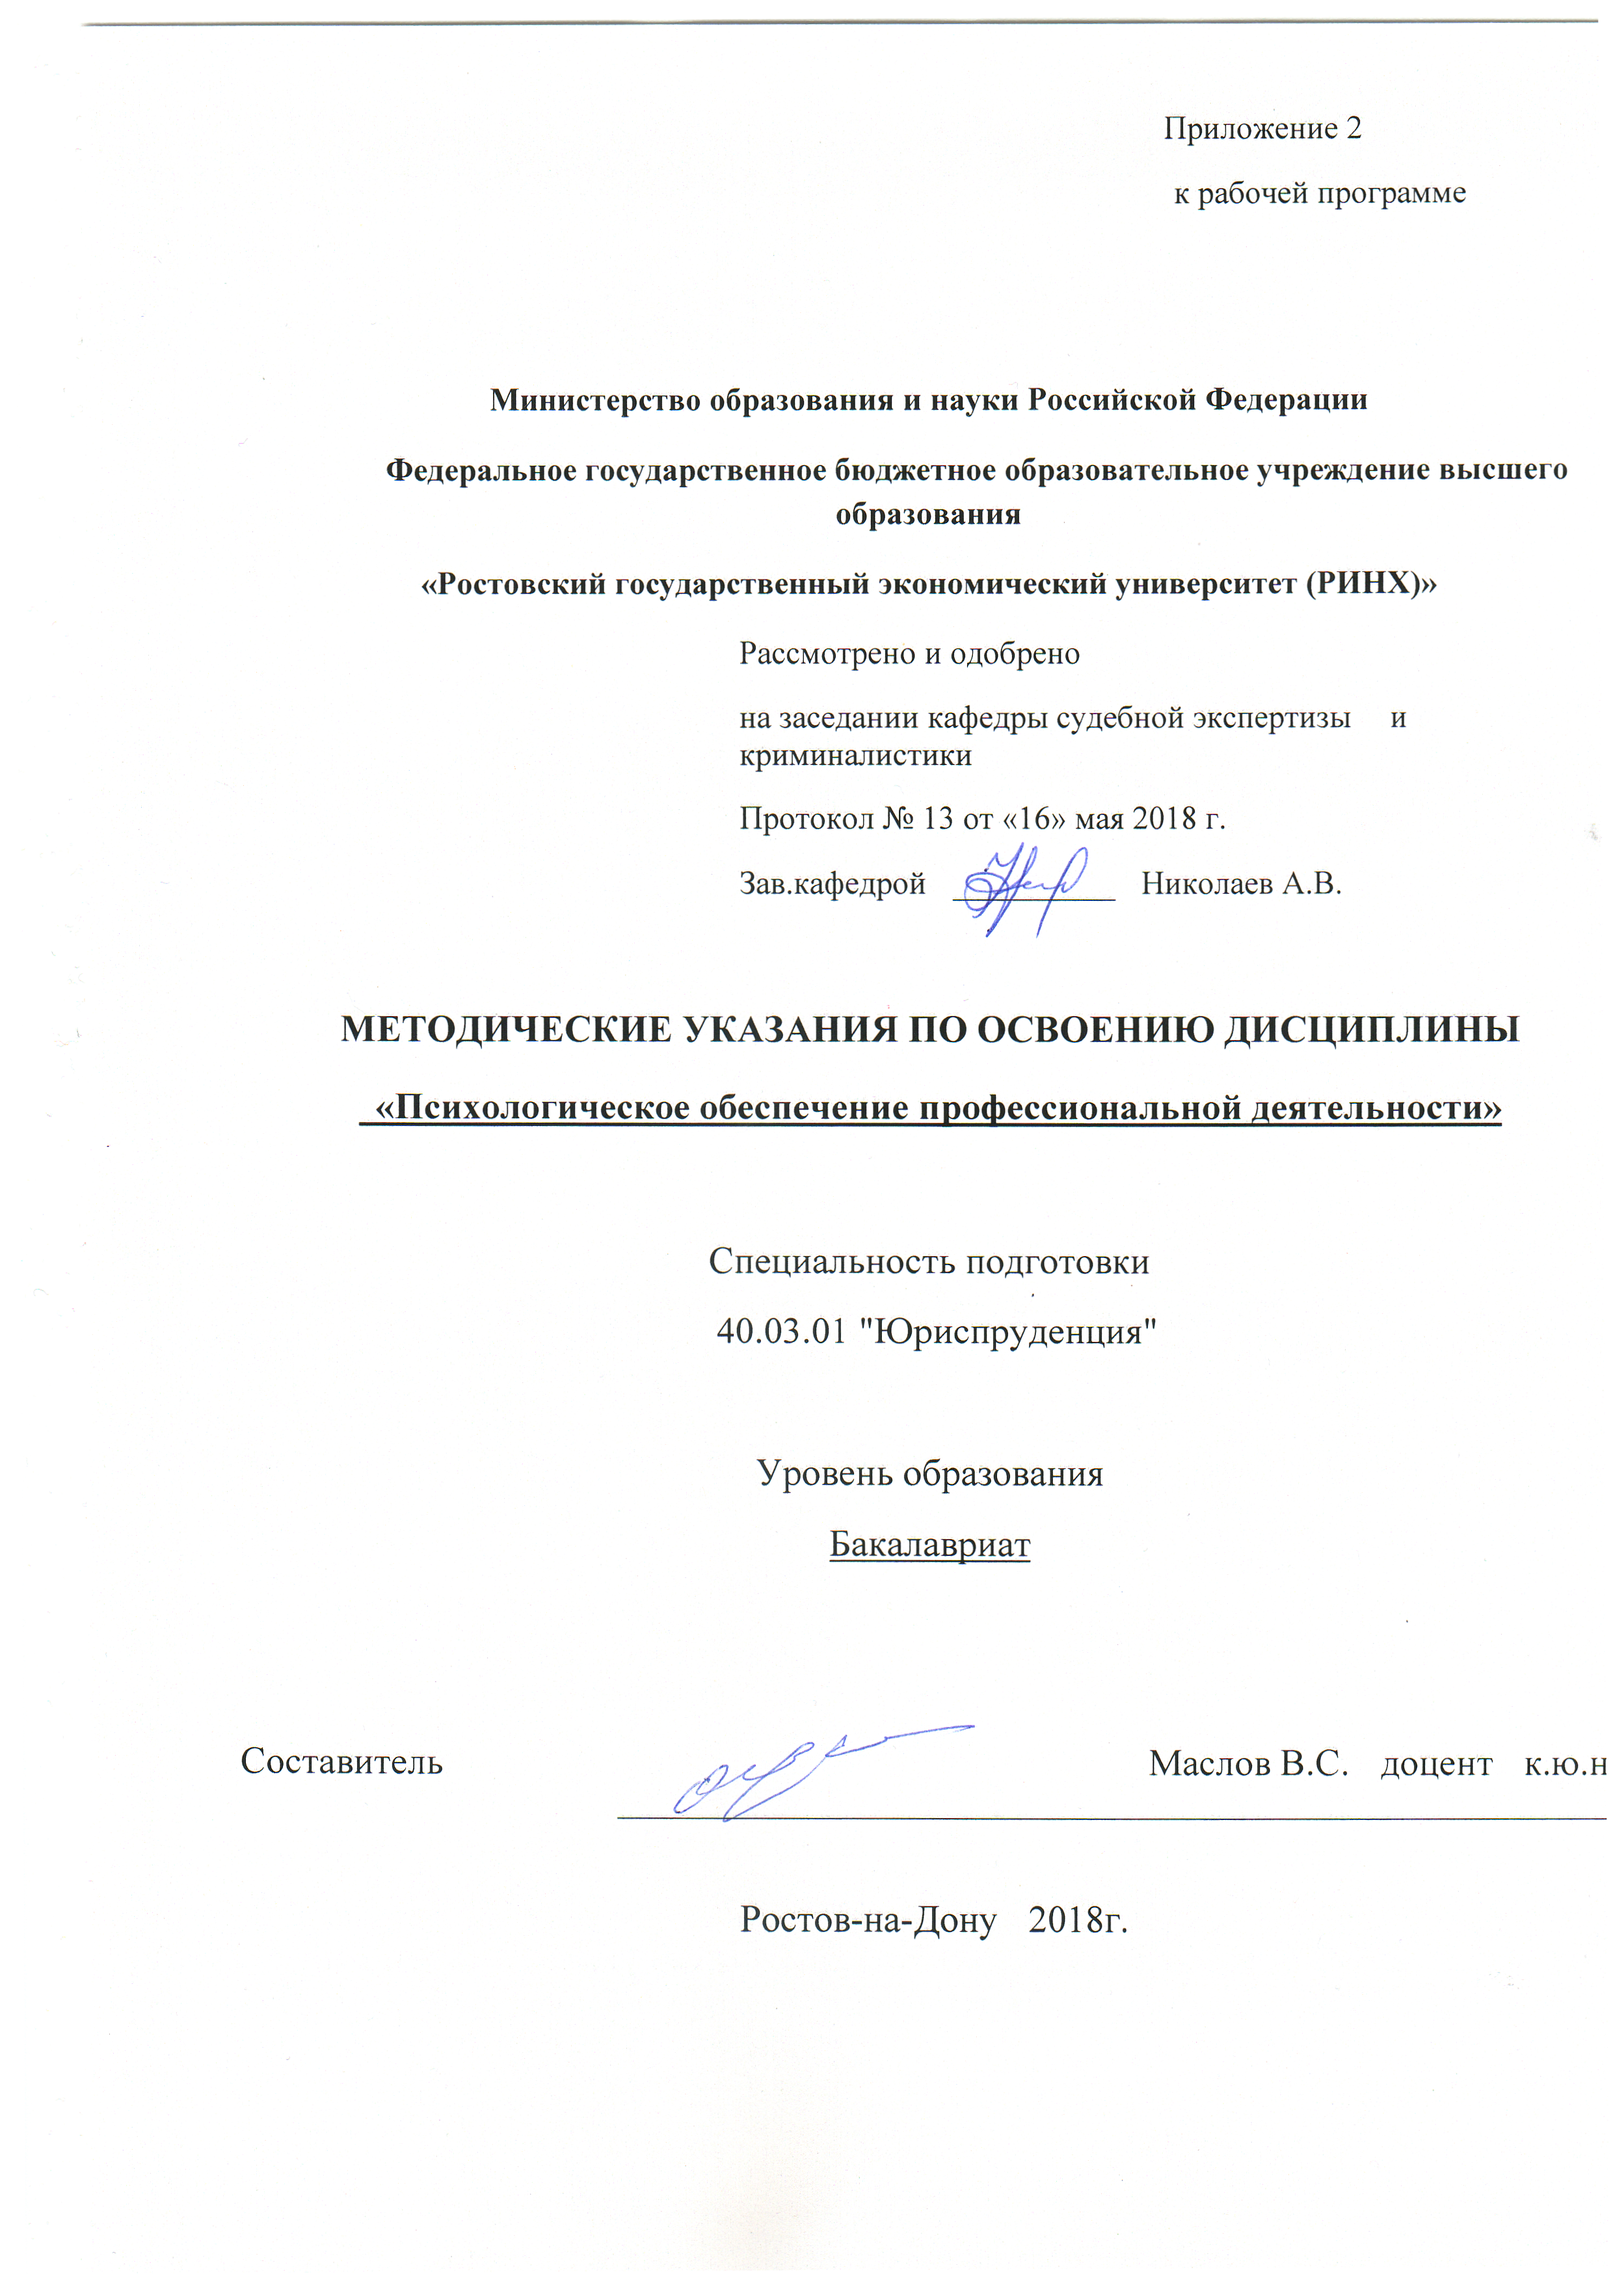 Приложение 2
к рабочей программе
Министерство образования и науки Российской Федерации
Федеральное государственное бюджетное образовательное учреждение высшего
образования
«Ростовский государственный экономический университет (РИНХ)»
Рассмотрено и одобрено
на заседании кафедры судебной экспертизы и
криминалистики
Протокол № 13 от «16» мая 2018 г.
Зав.кафедрой Николаев А.В.
МЕТОДИЧЕСКИЕ УКАЗАНИЯ ПО ОСВОЕНИЮ ДИСЦИПЛИНЫ
«Психологическое обеспечение профессиональной деятельности»
Специальность подготовки
40.03.01 "Юриспруденция"
Уровень образования
Бакалавриат
Составитель Маслов В.С. доцент к.ю.н
Ростов-на-Дону 2018г.